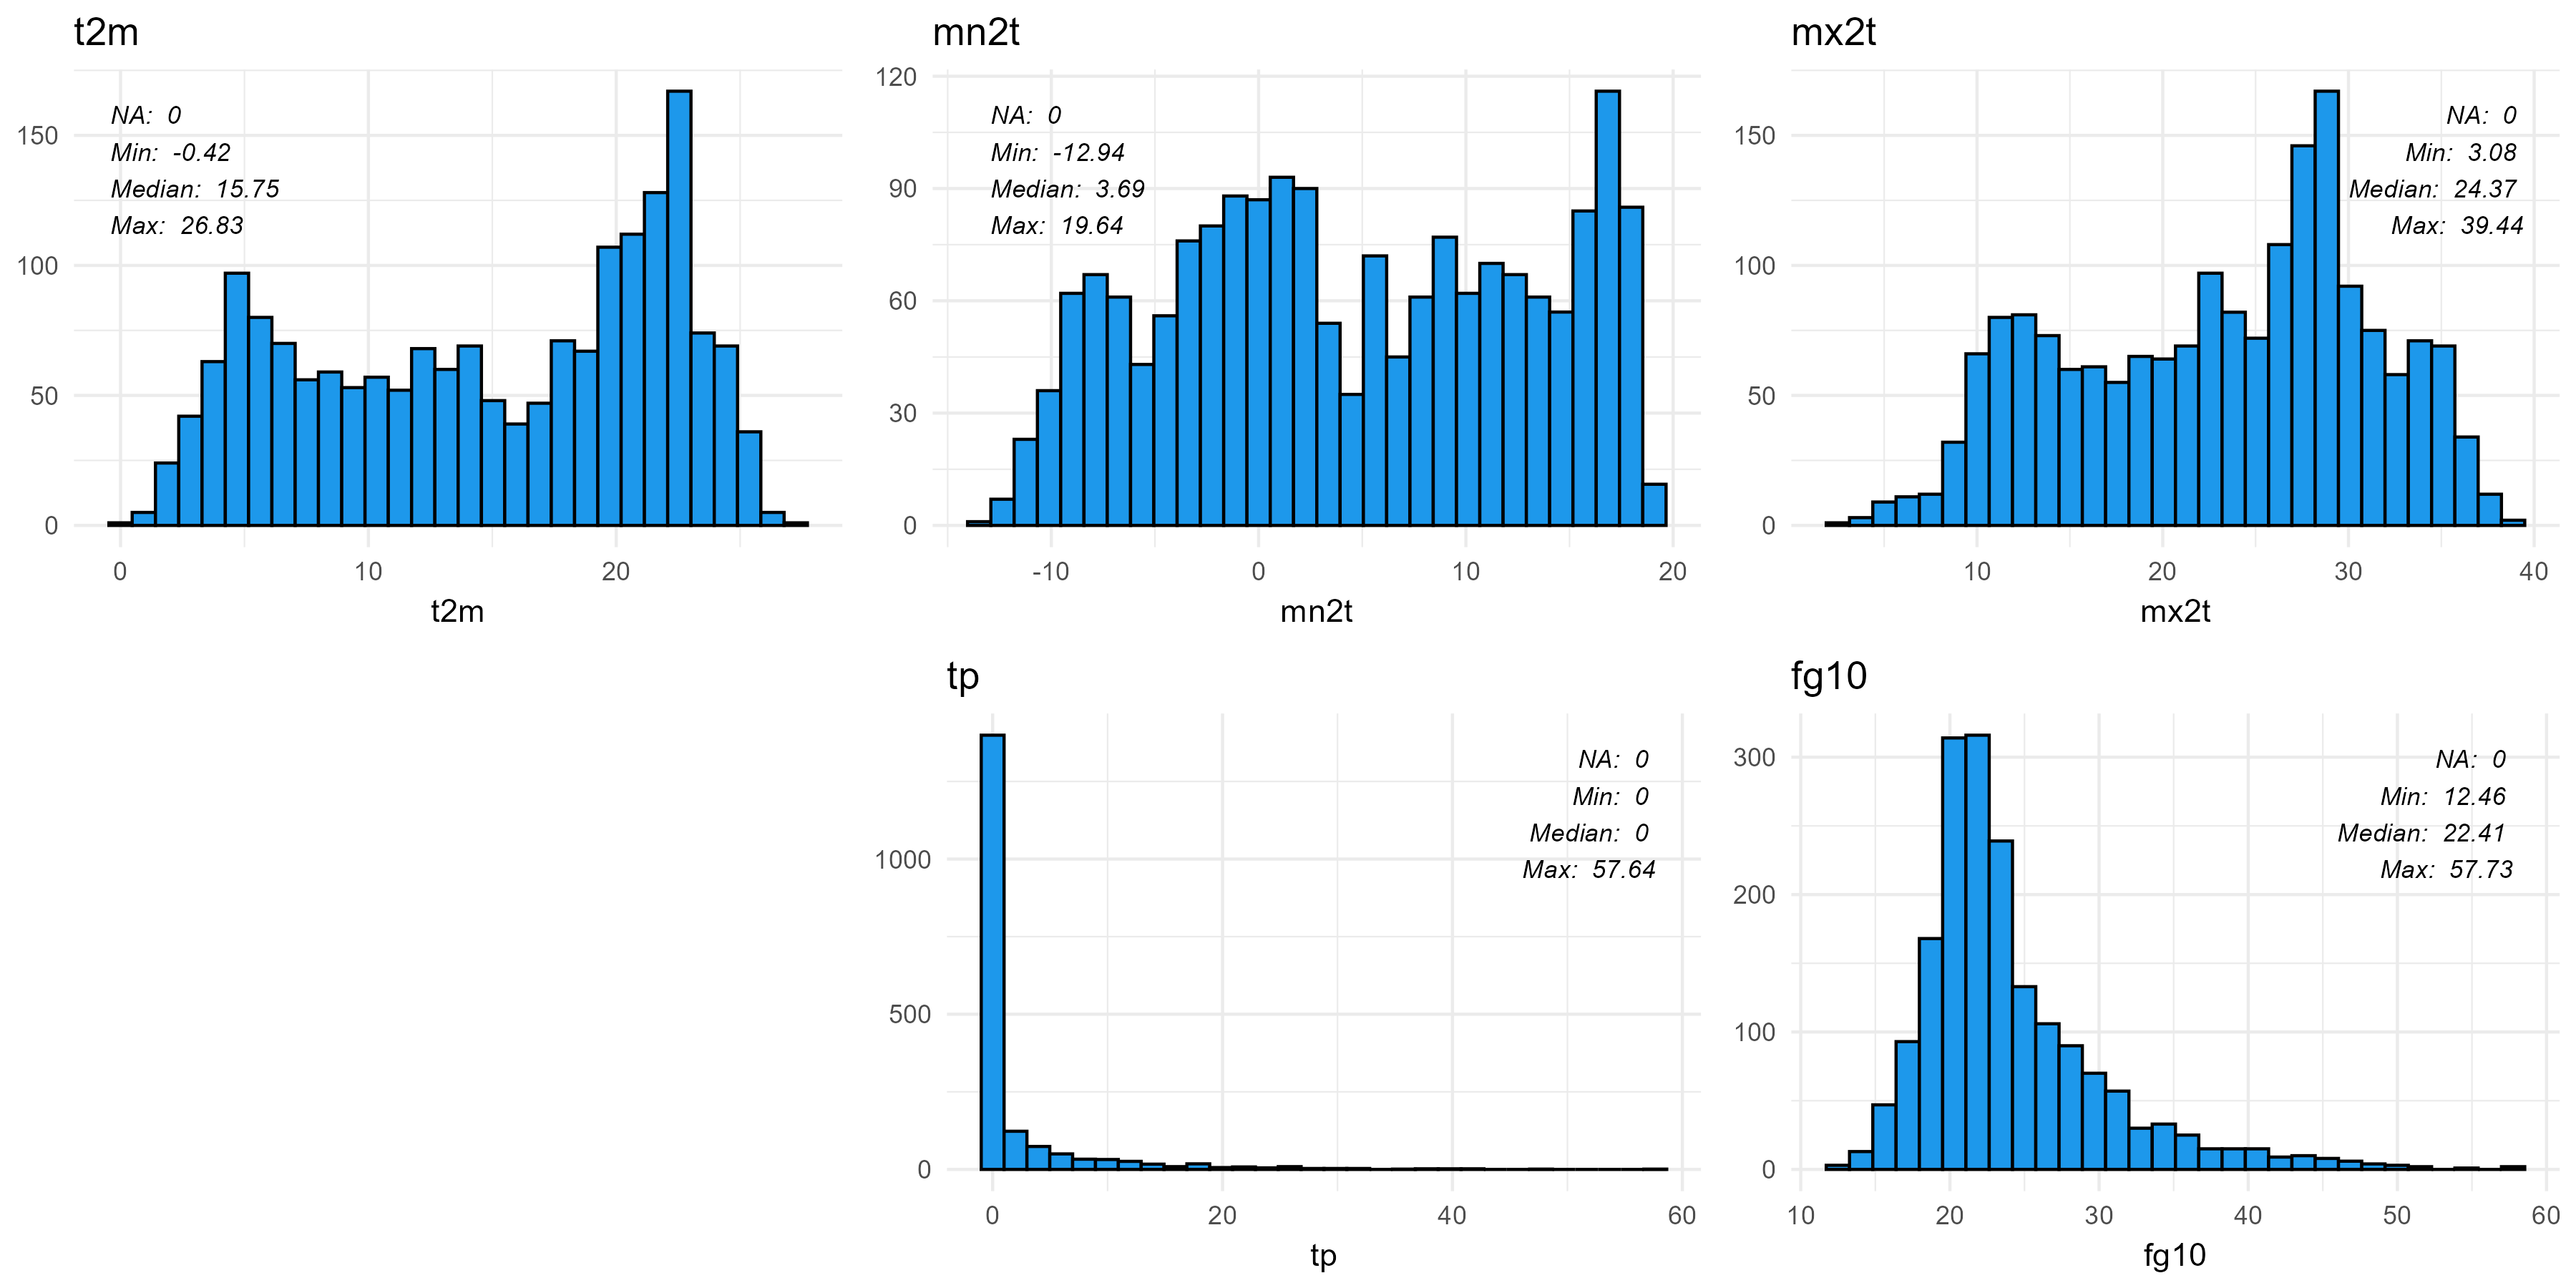 t2m
NA: 0
Min: -0.42
Median: 15.75
Max: 26.83
150
100
50
0
0 10 20
t2m
mn2t
NA: 0
Min: -12.94
Median: 3.69
Max: 19.64
120
90
60
30
0
-10 0 10 20
mn2t
mx2t
NA: 0
Min: 3.08
Median: 24.37
Max: 39.44
150
100
50
0
10 20 30 40
mx2t
tp
NA: 0
Min: 0
Median: 0
Max: 57.64
1000
500
0
0 20 40 60
tp
fg10
NA: 0
Min: 12.46
Median: 22.41
Max: 57.73
300
200
100
0
10 20 30 40 50 60
fg10